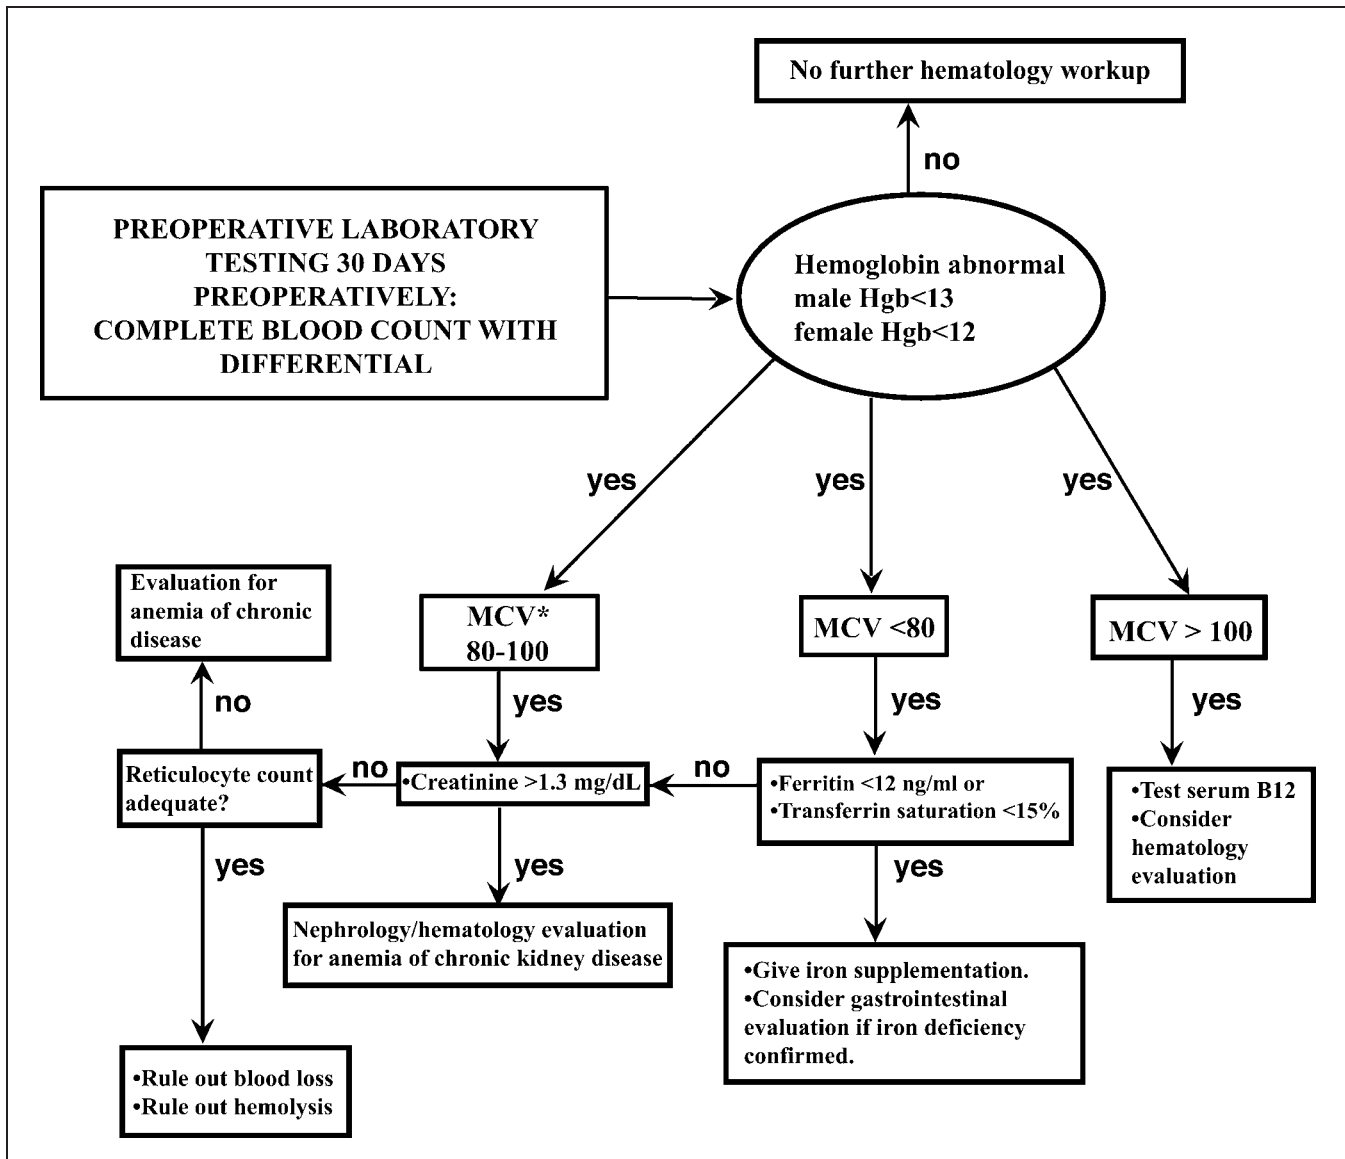 No further hematology workup
no
PREOPERATIVE LABORATORY
TESTING 30 DAYS
PREOPERATIVELY:
COMPLETE BLOOD COUNT WITH
DIFFERENTIAL
Hemoglobin abnormal
male Hgb<13
female Hgb<12
yes
yes
yes
Evaluation for
anemia of chronic
disease
MCV*
80-100
MCV <80
MCV > 100
no
yes
yes
yes
Reticulocyte count
adequate?
no
•Creatinine >1.3 mg/dL
no
•Ferritin <12 ng/ml or
•Transferrin saturation <15%
•Test serum B12
•Consider
hematology
evaluation
yes
yes
yes
Nephrology/hematology evaluation
for anemia of chronic kidney disease
•Give iron supplementation.
•Consider gastrointestinal
evaluation if iron deficiency
confirmed.
•Rule out blood loss
•Rule out hemolysis